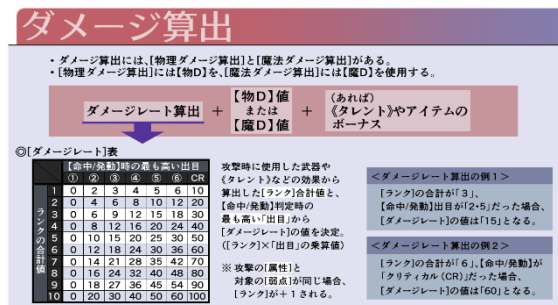 ダメージ算出
・ダメージ算出には、[物理ダメージ算出]と[魔法ダメージ算出]がある。
・[物理ダメージ算出]には【物D】を、[魔法ダメージ算出]には【魔D】を使用する。
ダメージレート算出 + 【物D】値 または 【魔D】値 + (あれば) 《タレント》やアイテムの ボーナス
◎[ダメージレート]表
【命中/発動】時の最も高い出目
① ② ③ ④ ⑤ ⑥ CR
ランクの合計値
1 0 2 3 4 5 6 10
2 0 4 6 8 10 12 20
3 0 6 9 12 15 18 30
4 0 8 12 16 20 24 40
5 0 10 15 20 25 30 50
6 0 12 18 24 30 36 60
7 0 14 21 28 35 42 70
8 0 16 24 32 40 48 80
9 0 18 27 36 45 54 90
10 0 20 30 40 50 60 100
攻撃時に使用した武器や
《タレント》などの効果から
算出した[ランク]合計値と、
【命中/発動】判定時の
最も高い「出目」から
[ダメージレート]の値を決定。
([ランク]×「出目」の乗算値)
※ 攻撃の[属性]と
対象の[弱点]が同じ場合、
[ランク]が+1される。
<ダメージレート算出の例1>
[ランク]の合計が「3」、
【命中/発動】出目が「2・5」だった場合、
[ダメージレート]の値は「15」となる。
<ダメージレート算出の例2>
[ランク]の合計が「6」、【命中/発動】が
「クリティカル(CR)」だった場合、
[ダメージレート]の値は「60」となる。